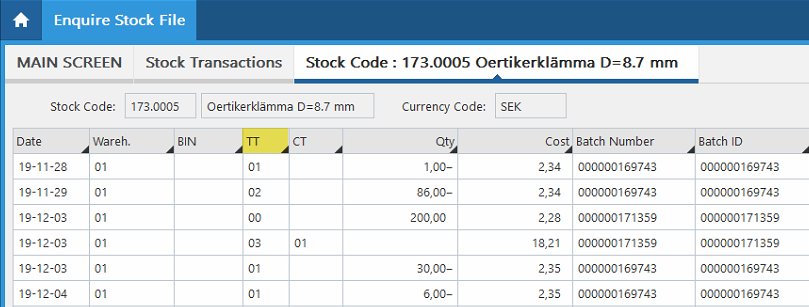 Enquire Stock File
MAIN SCREEN Stock Transactions Stock Code : 173.0005 Oertikerklämma D=8.7 mm
Stock Code: 173.0005 Oertikerklämma D=8.7 mm Currency Code: SEK
Date Wareh. BIN TT CT Qty Cost Batch Number Batch ID
19-11-28 01 01 1,00– 2,34 000000169743 000000169743
19-11-29 01 02 86,00– 2,34 000000169743 000000169743
19-12-03 01 00 200,00 2,28 000000171359 000000171359
19-12-03 01 03 01 18,21 000000171359 000000171359
19-12-03 01 01 30,00– 2,35 000000169743 000000169743
19-12-04 01 01 6,00– 2,35 000000169743 000000169743